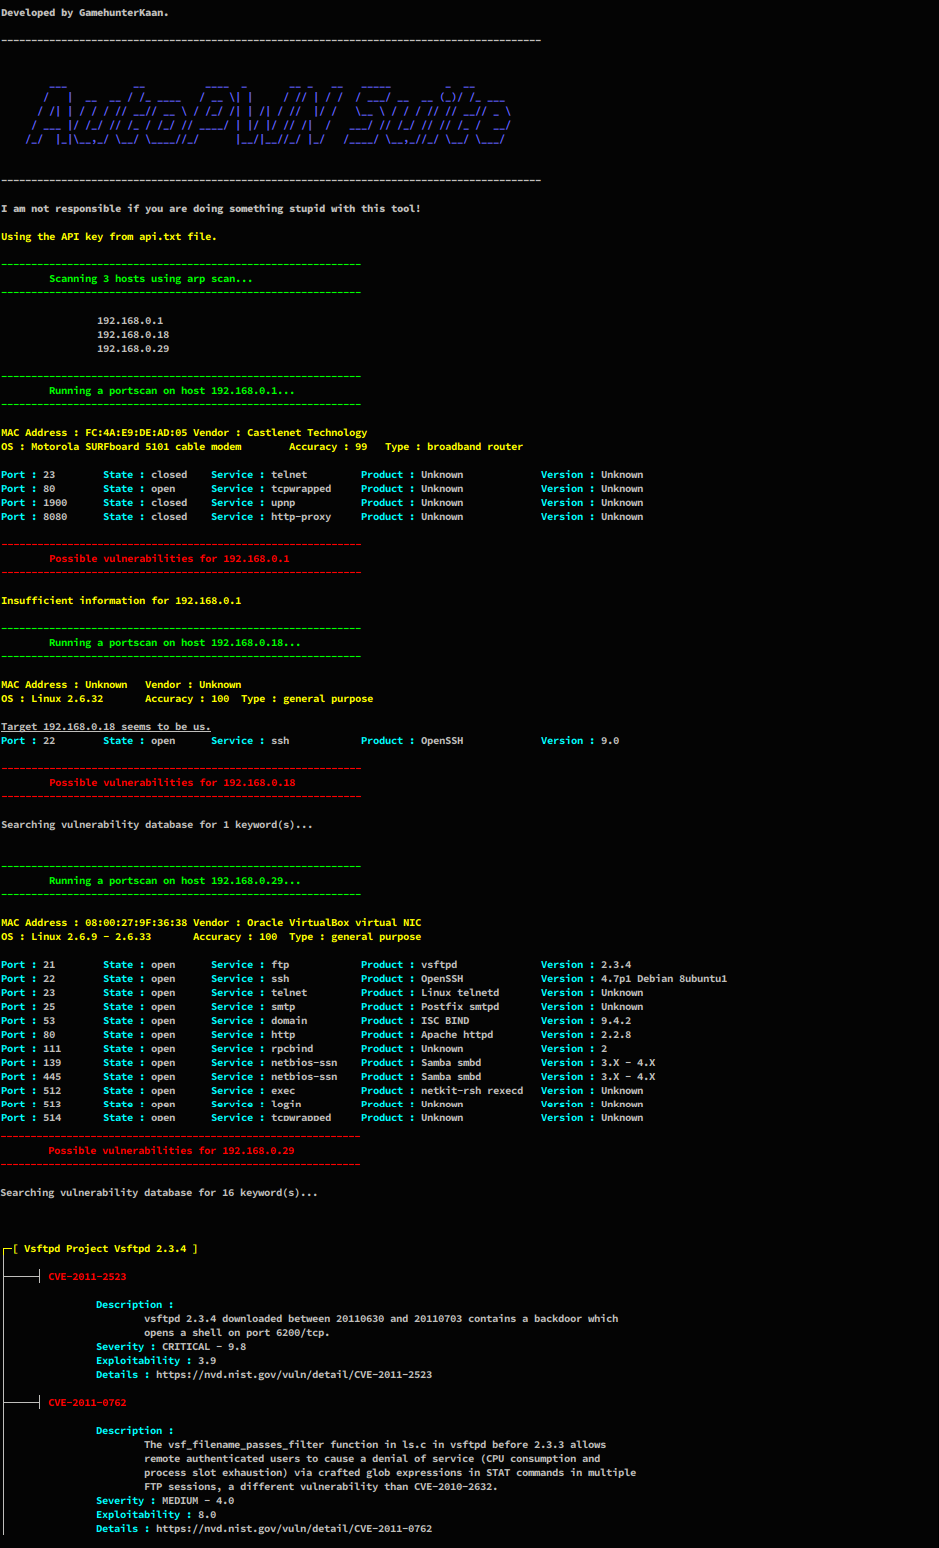 Developed by GamehunterKaan.
AutoPWN Suite
I am not responsible if you are doing something stupid with this tool!
Using the API key from api.txt file.
Scanning 3 hosts using arp scan...
192.168.0.1
192.168.0.18
192.168.0.29
Running a portscan on host 192.168.0.1...
MAC Address : FC:4A:E9:DE:AD:05 Vendor : Castlenet Technology
OS : Motorola SURFboard 5101 cable modem Accuracy : 99 Type : broadband router
Port : 23 State : closed Service : telnet Product : Unknown Version : Unknown
Port : 80 State : open Service : tcpwrapped Product : Unknown Version : Unknown
Port : 1900 State : closed Service : upnp Product : Unknown Version : Unknown
Port : 8080 State : closed Service : http-proxy Product : Unknown Version : Unknown
Possible vulnerabilities for 192.168.0.1
Insufficient information for 192.168.0.1
Running a portscan on host 192.168.0.18...
MAC Address : Unknown Vendor : Unknown
OS : Linux 2.6.32 Accuracy : 100 Type : general purpose
Target 192.168.0.18 seems to be us.
Port : 22 State : open Service : ssh Product : OpenSSH Version : 9.0
Possible vulnerabilities for 192.168.0.18
Searching vulnerability database for 1 keyword(s)...
Running a portscan on host 192.168.0.29...
MAC Address : 08:00:27:9F:36:38 Vendor : Oracle VirtualBox virtual NIC
OS : Linux 2.6.9 - 2.6.33 Accuracy : 100 Type : general purpose
Port : 21 State : open Service : ftp Product : vsftpd Version : 2.3.4
Port : 22 State : open Service : ssh Product : OpenSSH Version : 4.7p1 Debian 8ubuntu1
Port : 23 State : open Service : telnet Product : Linux telnetd Version : Unknown
Port : 25 State : open Service : smtp Product : Postfix smtpd Version : Unknown
Port : 53 State : open Service : domain Product : ISC BIND Version : 9.4.2
Port : 80 State : open Service : http Product : Apache httpd Version : 2.2.8
Port : 111 State : open Service : rpcbind Product : Unknown Version : 2
Port : 139 State : open Service : netbios-ssn Product : Samba smbd Version : 3.X - 4.X
Port : 445 State : open Service : netbios-ssn Product : Samba smbd Version : 3.X - 4.X
Port : 512 State : open Service : exec Product : netkit-rsh rexecd Version : Unknown
Port : 513 State : open Service : login Product : Unknown Version : Unknown
Port : 514 State : open Service : tcpwrapped Product : Unknown Version : Unknown
Possible vulnerabilities for 192.168.0.29
Searching vulnerability database for 16 keyword(s)...
[ Vsftpd Project Vsftpd 2.3.4 ]
CVE-2011-2523
Description :
vsftpd 2.3.4 downloaded between 20110630 and 20110703 contains a backdoor which
opens a shell on port 6200/tcp.
Severity : CRITICAL - 9.8
Exploitability : 3.9
Details : https://nvd.nist.gov/vuln/detail/CVE-2011-2523
CVE-2011-0762
Description :
The vsf_filename_passes_filter function in ls.c in vsftpd before 2.3.3 allows
remote authenticated users to cause a denial of service (CPU consumption and
process slot exhaustion) via crafted glob expressions in STAT commands in multiple
FTP sessions, a different vulnerability than CVE-2010-2632.
Severity : MEDIUM - 4.0
Exploitability : 8.0
Details : https://nvd.nist.gov/vuln/detail/CVE-2011-0762